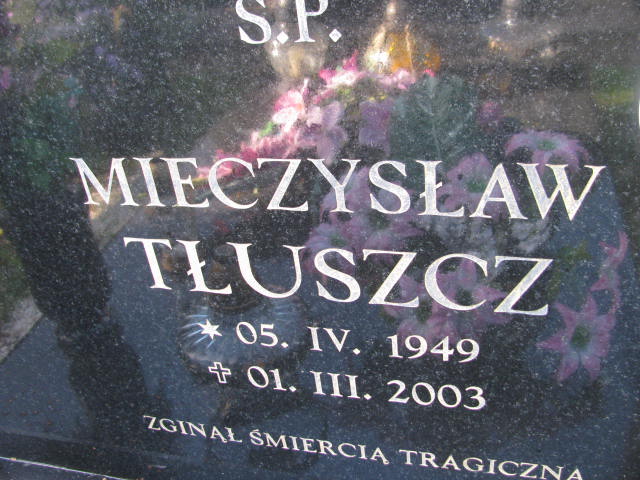 Ś.P.
MIECZYSŁAW
TŁUSZCZ
* 05. IV. 1949
✝ 01. III. 2003
ZGINĄŁ ŚMIERCIĄ TRAGICZNĄ